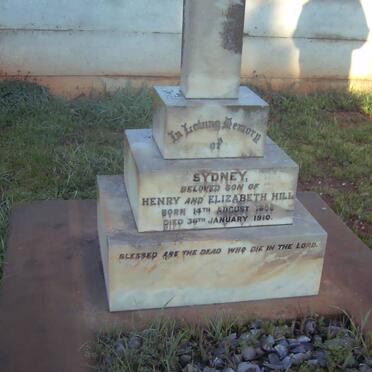 In Loving Memory
of
SYDNEY,
BELOVED SON OF
HENRY AND ELIZABETH HILL
BORN 14TH AUGUST
DIED JANUARY 1910.
BLESSED ARE THE DEAD WHO DIE IN THE LORD.